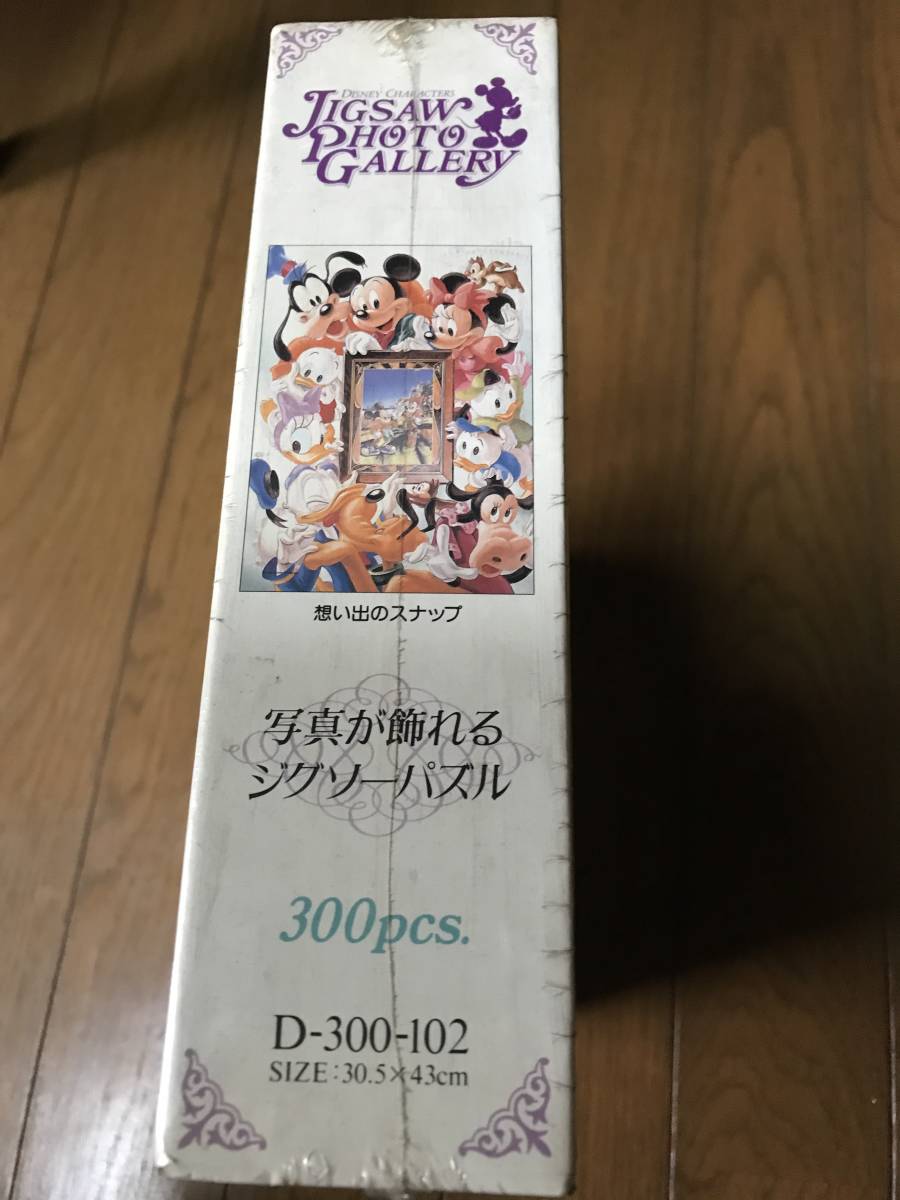 DISNEY CHARACTERS
JIGSAW
PHOTO
GALLERY
想い出のスナップ
写真が飾れる
ジグソーパズル
300pcs.
D-300-102
SIZE:30.5×43cm